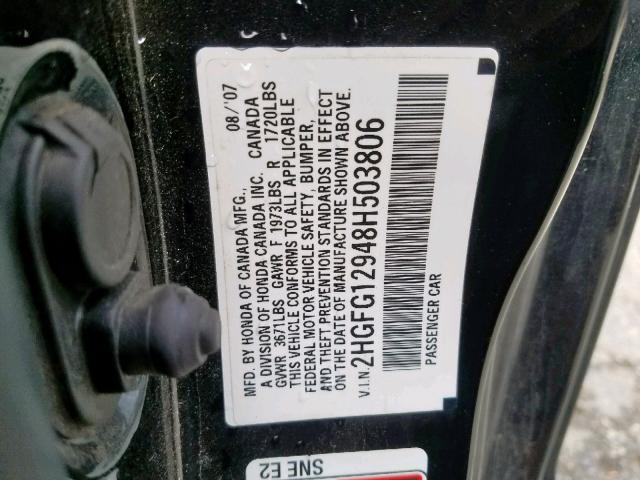 MFD. BY HONDA OF CANADA MFG., 08/'07
A DIVISION OF HONDA CANADA INC. CANADA
GVWR 3671LBS GAWR F 1973LBS R 1720LBS
THIS VEHICLE CONFORMS TO ALL APPLICABLE
FEDERAL MOTOR VEHICLE SAFETY, BUMPER,
AND THEFT PREVENTION STANDARDS IN EFFECT
ON THE DATE OF MANUFACTURE SHOWN ABOVE.
V.I.N. 2HGFG12948H503806
PASSENGER CAR
SNE E2